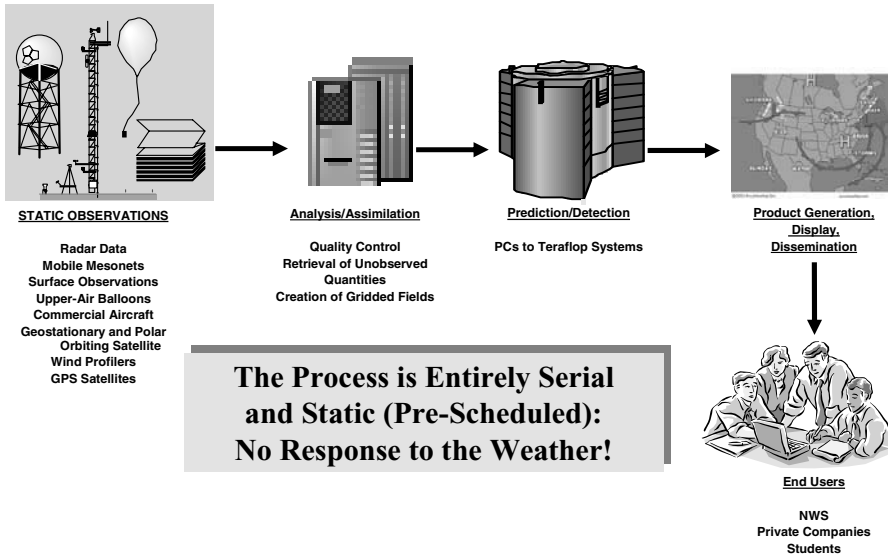 STATIC OBSERVATIONS
Radar Data
Mobile Mesonets
Surface Observations
Upper-Air Balloons
Commercial Aircraft
Geostationary and Polar
Orbiting Satellite
Wind Profilers
GPS Satellites
Analysis/Assimilation
Quality Control
Retrieval of Unobserved
Quantities
Creation of Gridded Fields
Prediction/Detection
PCs to Teraflop Systems
Product Generation,
Display,
Dissemination
End Users
NWS
Private Companies
Students
The Process is Entirely Serial
and Static (Pre-Scheduled):
No Response to the Weather!
H
H